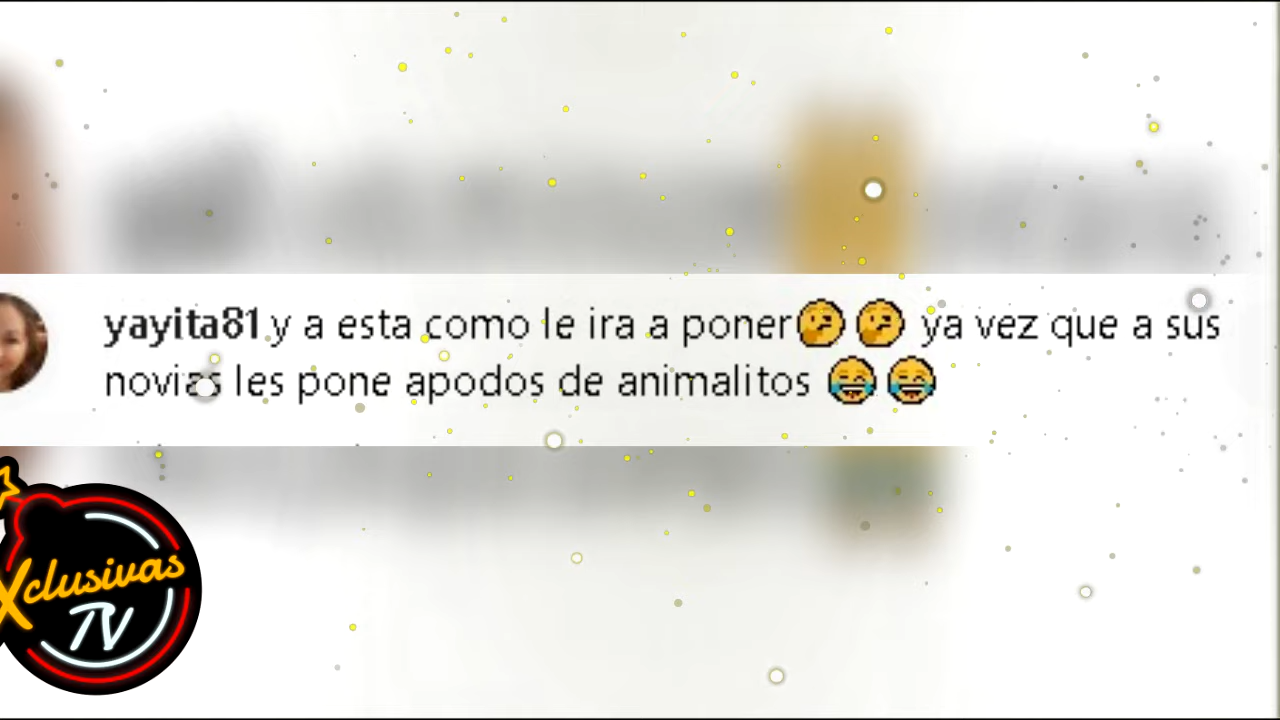 yayita81 y a esta como le ira a poner🤔🤔 ya vez que a sus
novias les pone apodos de animalitos 😂😂
Xclusivas
TV